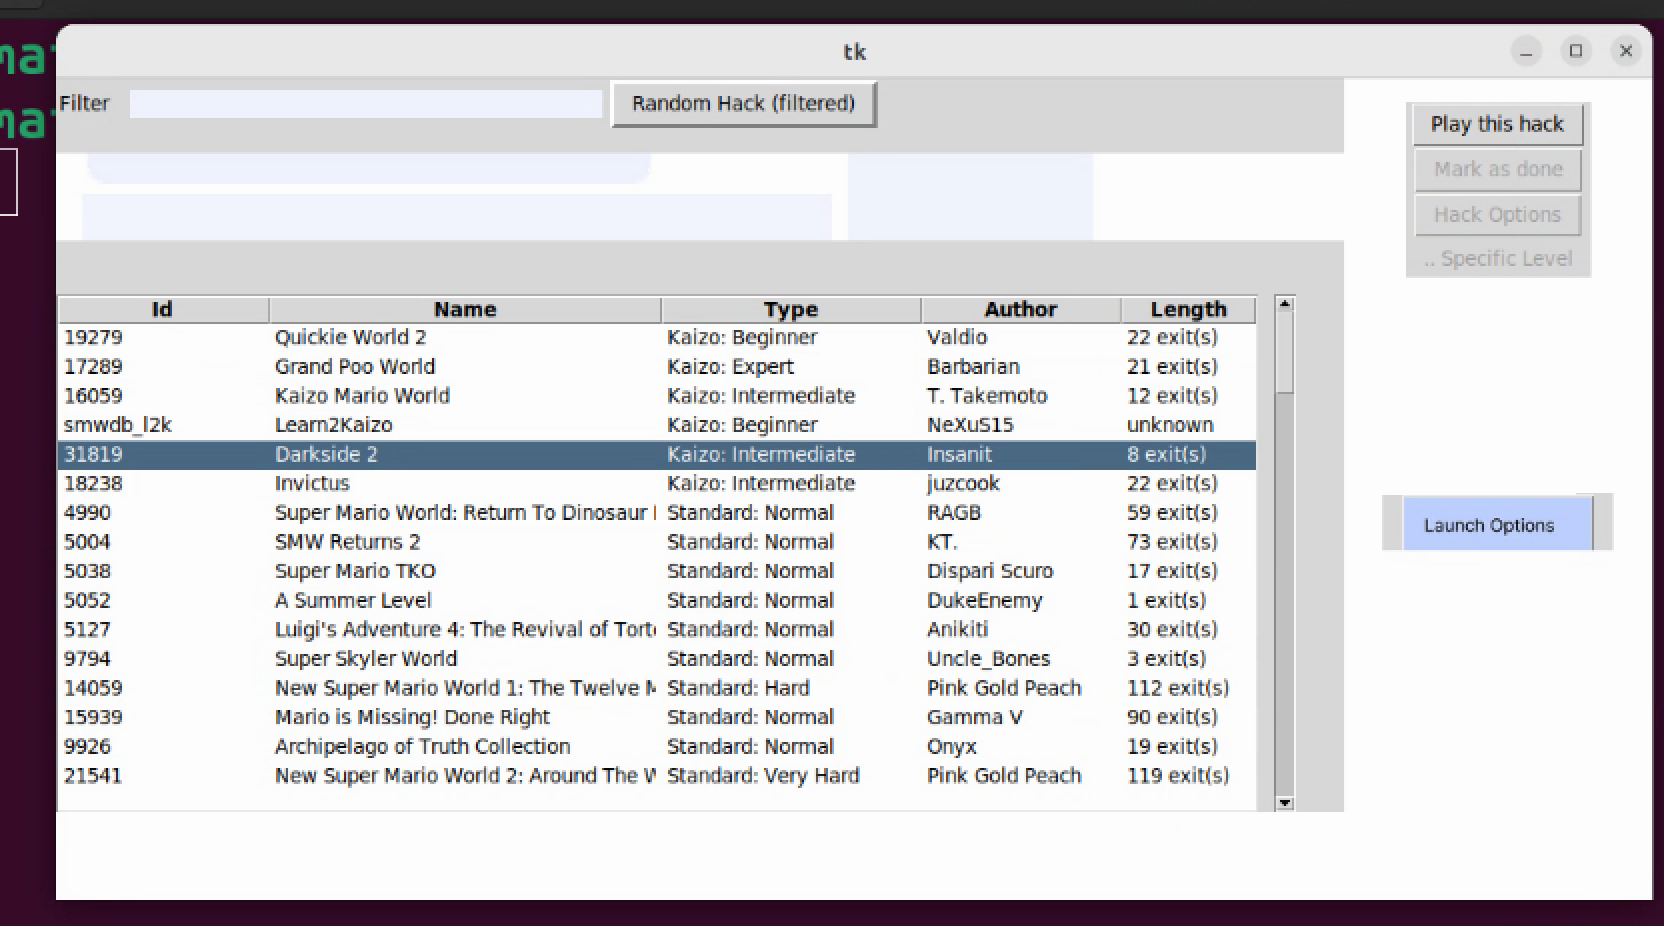 tk
Filter Random Hack (filtered)
Play this hack
Mark as done
Hack Options
.. Specific Level
Launch Options
Id Name Type Author Length
19279 Quickie World 2 Kaizo: Beginner Valdio 22 exit(s)
17289 Grand Poo World Kaizo: Expert Barbarian 21 exit(s)
16059 Kaizo Mario World Kaizo: Intermediate T. Takemoto 12 exit(s)
smwdb_l2k Learn2Kaizo Kaizo: Beginner NeXuS15 unknown
31819 Darkside 2 Kaizo: Intermediate Insanit 8 exit(s)
18238 Invictus Kaizo: Intermediate juzcook 22 exit(s)
4990 Super Mario World: Return To Dinosaur Standard: Normal RAGB 59 exit(s)
5004 SMW Returns 2 Standard: Normal KT. 73 exit(s)
5038 Super Mario TKO Standard: Normal Dispari Scuro 17 exit(s)
5052 A Summer Level Standard: Normal DukeEnemy 1 exit(s)
5127 Luigi's Adventure 4: The Revival of Tort Standard: Normal Anikiti 30 exit(s)
9794 Super Skyler World Standard: Normal Uncle_Bones 3 exit(s)
14059 New Super Mario World 1: The Twelve Standard: Hard Pink Gold Peach 112 exit(s)
15939 Mario is Missing! Done Right Standard: Normal Gamma V 90 exit(s)
9926 Archipelago of Truth Collection Standard: Normal Onyx 19 exit(s)
21541 New Super Mario World 2: Around The Standard: Very Hard Pink Gold Peach 119 exit(s)